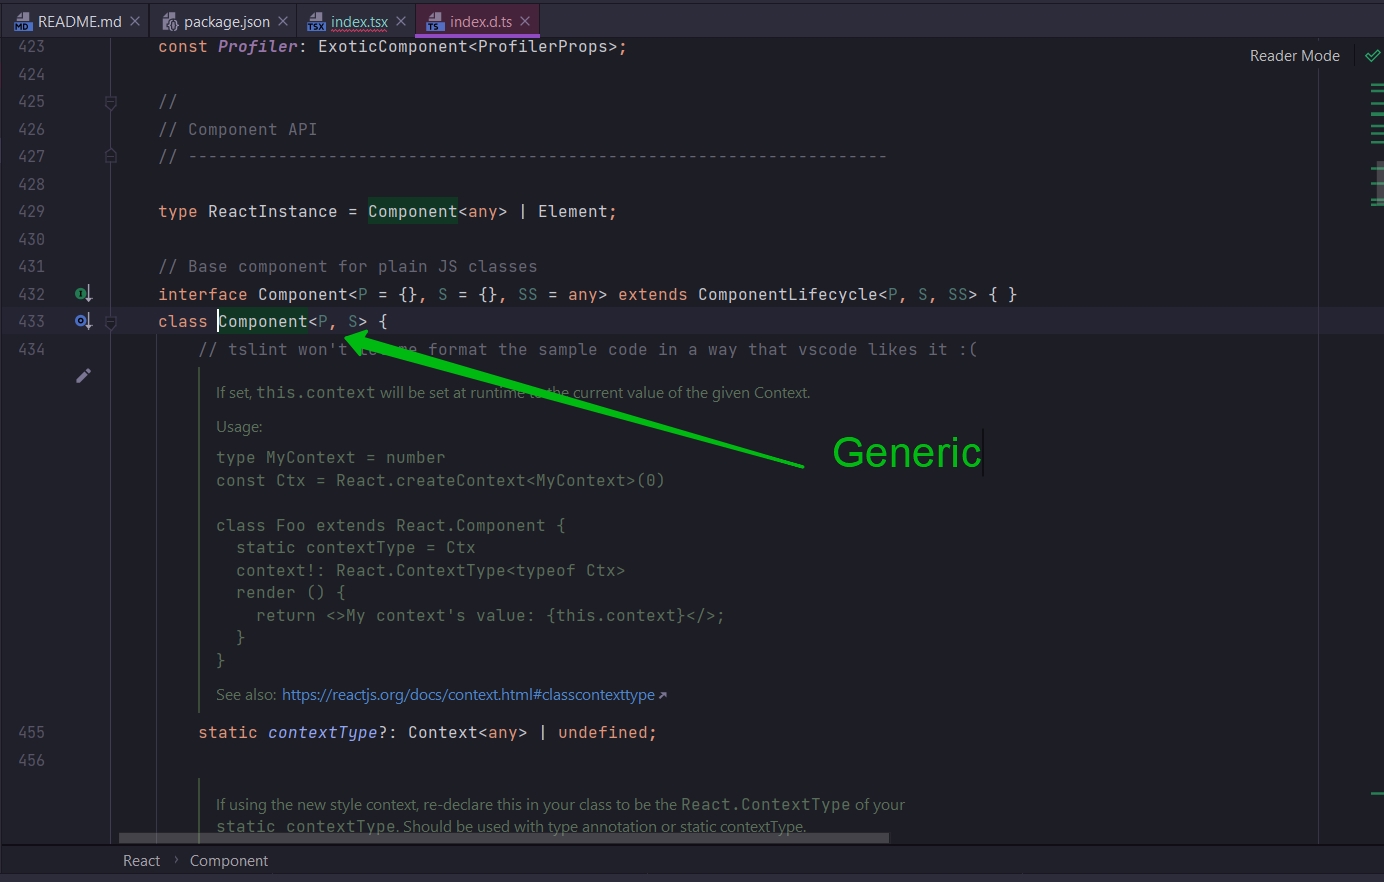 README.md package.json index.tsx index.d.ts
Reader Mode
423 const Profiler: ExoticComponent<ProfilerProps>;
424
425 //
426 // Component API
427 // ----------------------------------------------------------------------
428
429 type ReactInstance = Component<any> | Element;
430
431 // Base component for plain JS classes
432 interface Component<P = {}, S = {}, SS = any> extends ComponentLifecycle<P, S, SS> { }
433 class Component<P, S> {
434 // tslint won't let me format the sample code in a way that vscode likes it :(
If set, this.context will be set at runtime to the current value of the given Context.
Usage:
Generic
type MyContext = number
const Ctx = React.createContext<MyContext>(0)
class Foo extends React.Component {
static contextType = Ctx
context!: React.ContextType<typeof Ctx>
render () {
return <>My context's value: {this.context}</>;
}
}
See also: https://reactjs.org/docs/context.html#classcontexttype
455 static contextType?: Context<any> | undefined;
456
If using the new style context, re-declare this in your class to be the React.ContextType of your
static contextType. Should be used with type annotation or static contextType.
React › Component